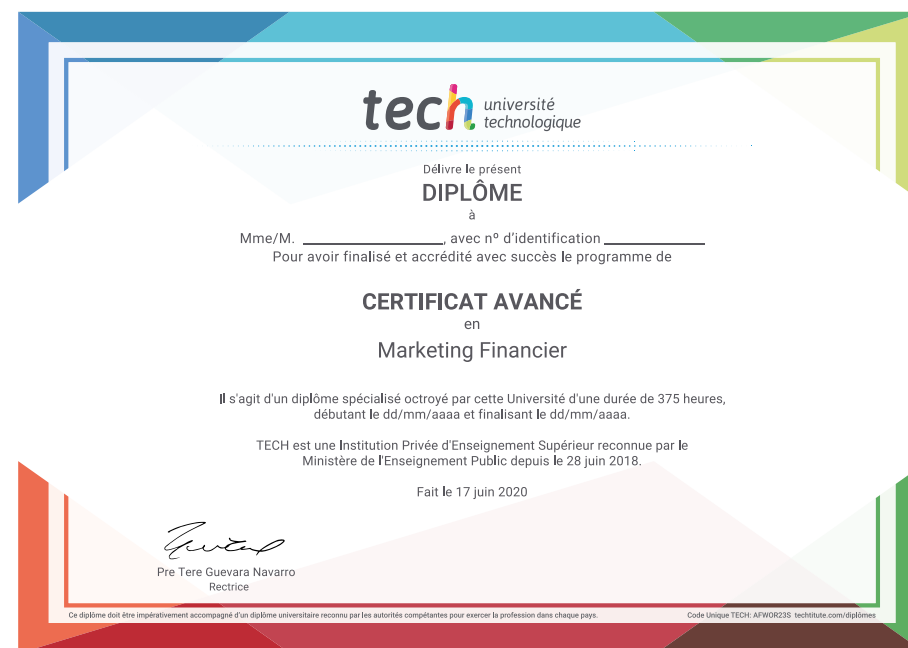 tech université
technologique
Délivre le présent
DIPLÔME
à
Mme/M. ____________________, avec nº d'identification ______________
Pour avoir finalisé et accrédité avec succès le programme de
CERTIFICAT AVANCÉ
en
Marketing Financier
Il s'agit d'un diplôme spécialisé octroyé par cette Université d'une durée de 375 heures,
débutant le dd/mm/aaaa et finalisant le dd/mm/aaaa.
TECH est une Institution Privée d'Enseignement Supérieur reconnue par le
Ministère de l'Enseignement Public depuis le 28 juin 2018.
Fait le 17 juin 2020
Pre Tere Guevara Navarro
Rectrice
Ce diplôme doit être impérativement accompagné d'un diplôme universitaire reconnu par les autorités compétantes pour exercer la profession dans chaque pays. Code Unique TECH: AFWOR23S techtitute.com/diplômes